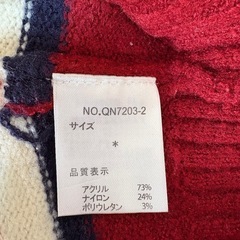 NO.QN7203-2
サイズ
*
品質表示
アクリル 73%
ナイロン 24%
ポリウレタン 3%